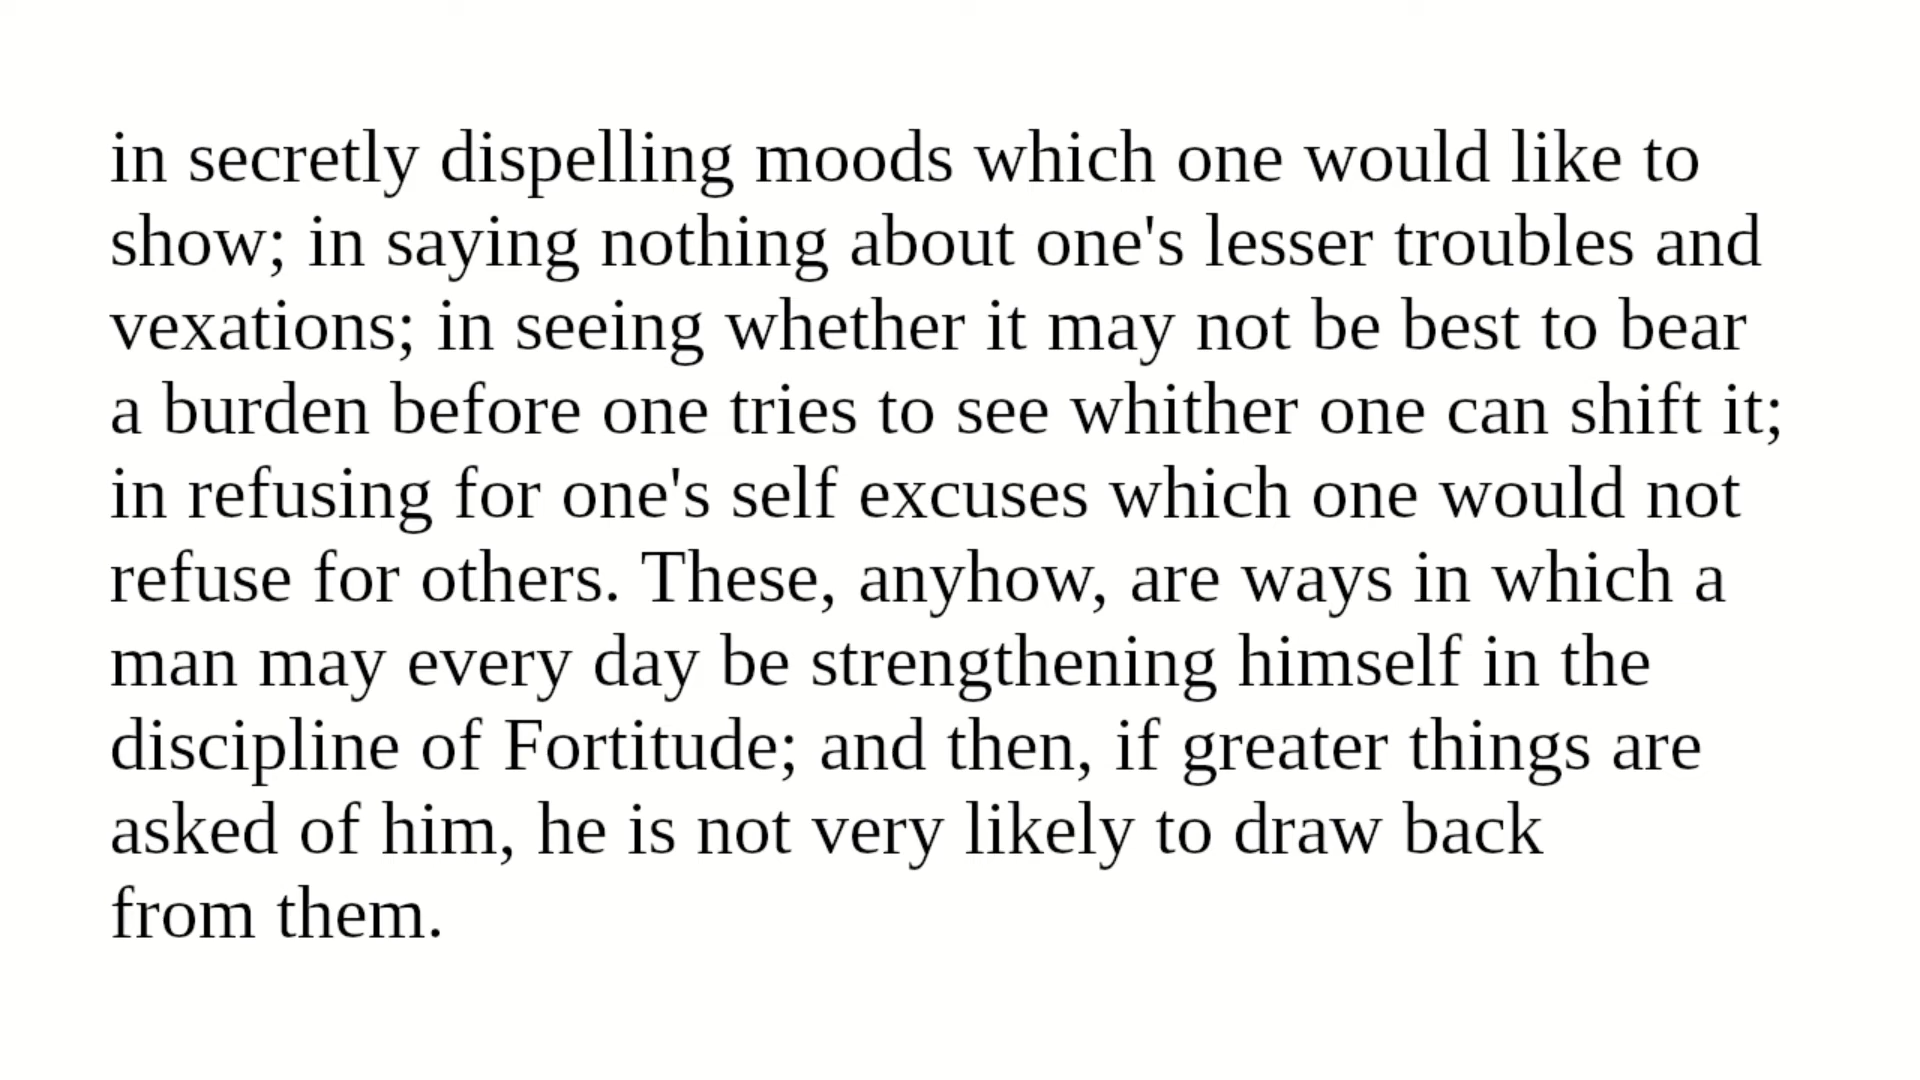 in secretly dispelling moods which one would like to
show; in saying nothing about one's lesser troubles and
vexations; in seeing whether it may not be best to bear
a burden before one tries to see whither one can shift it;
in refusing for one's self excuses which one would not
refuse for others. These, anyhow, are ways in which a
man may every day be strengthening himself in the
discipline of Fortitude; and then, if greater things are
asked of him, he is not very likely to draw back
from them.